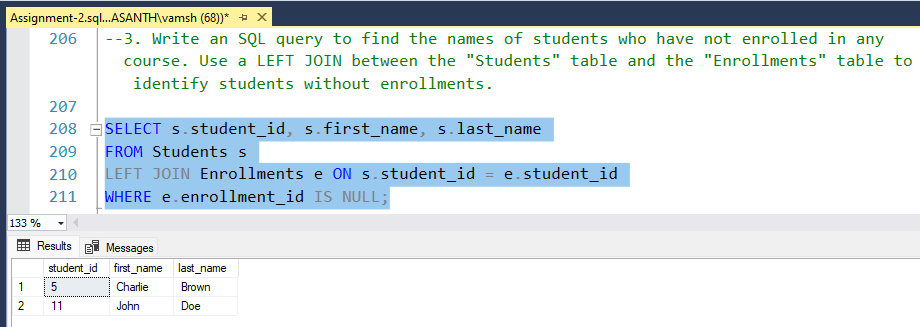 Assignment-2.sql...ASANTH\vamsh (68))*
206 --3. Write an SQL query to find the names of students who have not enrolled in any
course. Use a LEFT JOIN between the "Students" table and the "Enrollments" table to
identify students without enrollments.
207
208 SELECT s.student_id, s.first_name, s.last_name
209 FROM Students s
210 LEFT JOIN Enrollments e ON s.student_id = e.student_id
211 WHERE e.enrollment_id IS NULL;
133 %
Results Messages
student_id first_name last_name
1 5 Charlie Brown
2 11 John Doe